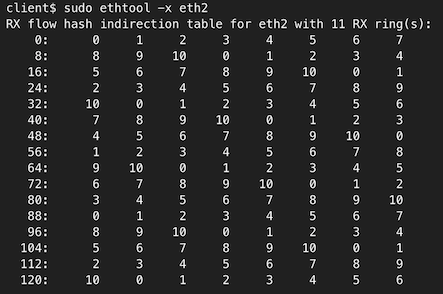 client$ sudo ethtool -x eth2
RX flow hash indirection table for eth2 with 11 RX ring(s):
0: 0 1 2 3 4 5 6 7
8: 8 9 10 0 1 2 3 4
16: 5 6 7 8 9 10 0 1
24: 2 3 4 5 6 7 8 9
32: 10 0 1 2 3 4 5 6
40: 7 8 9 10 0 1 2 3
48: 4 5 6 7 8 9 10 0
56: 1 2 3 4 5 6 7 8
64: 9 10 0 1 2 3 4 5
72: 6 7 8 9 10 0 1 2
80: 3 4 5 6 7 8 9 10
88: 0 1 2 3 4 5 6 7
96: 8 9 10 0 1 2 3 4
104: 5 6 7 8 9 10 0 1
112: 2 3 4 5 6 7 8 9
120: 10 0 1 2 3 4 5 6